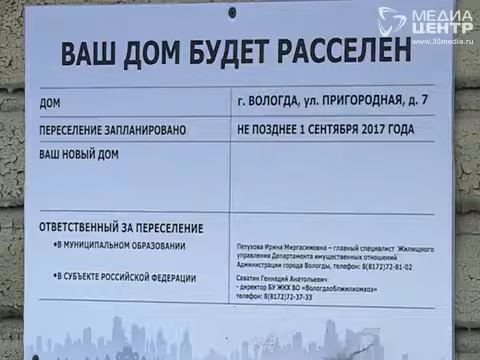 МЕДИА
ЦЕНТР
www.35media.ru
ВАШ ДОМ БУДЕТ РАССЕЛЕН
ДОМ
г. ВОЛОГДА, ул. ПРИГОРОДНАЯ, д. 7
ПЕРЕСЕЛЕНИЕ ЗАПЛАНИРОВАНО
НЕ ПОЗДНЕЕ 1 СЕНТЯБРЯ 2017 ГОДА
ВАШ НОВЫЙ ДОМ
ОТВЕТСТВЕННЫЙ ЗА ПЕРЕСЕЛЕНИЕ
•В МУНИЦИПАЛЬНОМ ОБРАЗОВАНИИ
Петухова Ирина Миргасимовна – главный специалист Жилищного
управления Департамента имущественных отношений
Администрации города Вологды, телефон: 8(8172)72-81-02
•В СУБЪЕКТЕ РОССИЙСКОЙ ФЕДЕРАЦИИ
Саватин Геннадий Анатольевич:
- директор БУ ЖКХ ВО «Вологдаоблжилкомхоз»
телефон: 8(8172)72-37-33